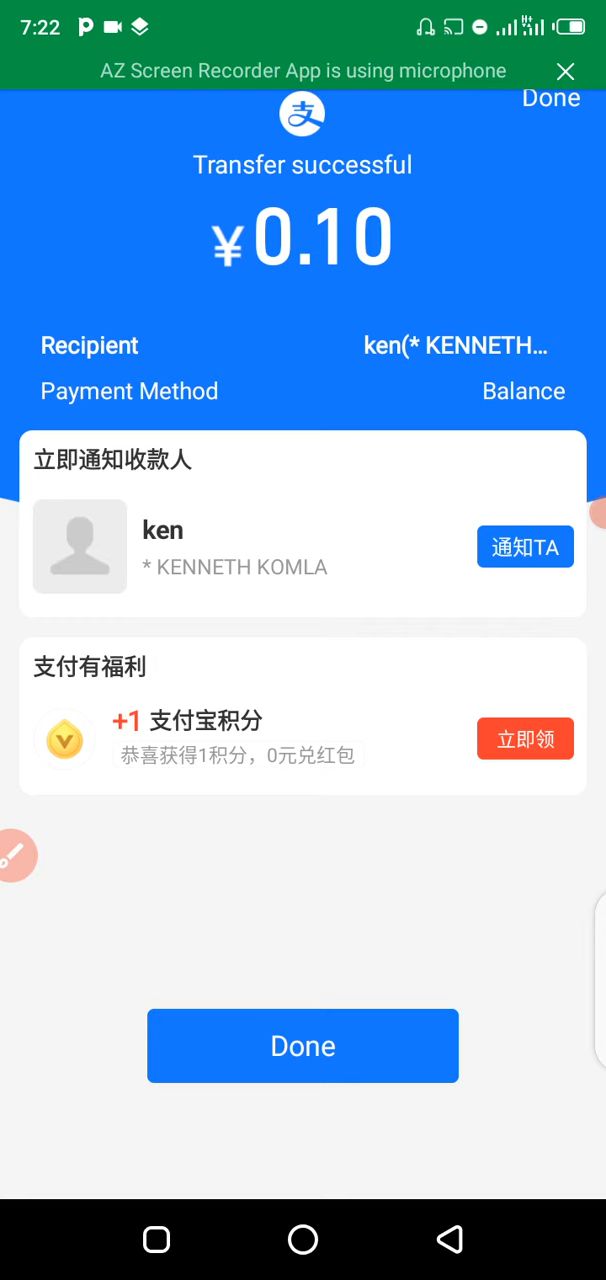 7:22
AZ Screen Recorder App is using microphone
Done
支
Transfer successful
¥0.10
Recipient ken(* KENNETH...
Payment Method Balance
立即通知收款人
ken
* KENNETH KOMLA
通知TA
支付有福利
+1 支付宝积分
恭喜获得1积分，0元兑红包
立即领
Done